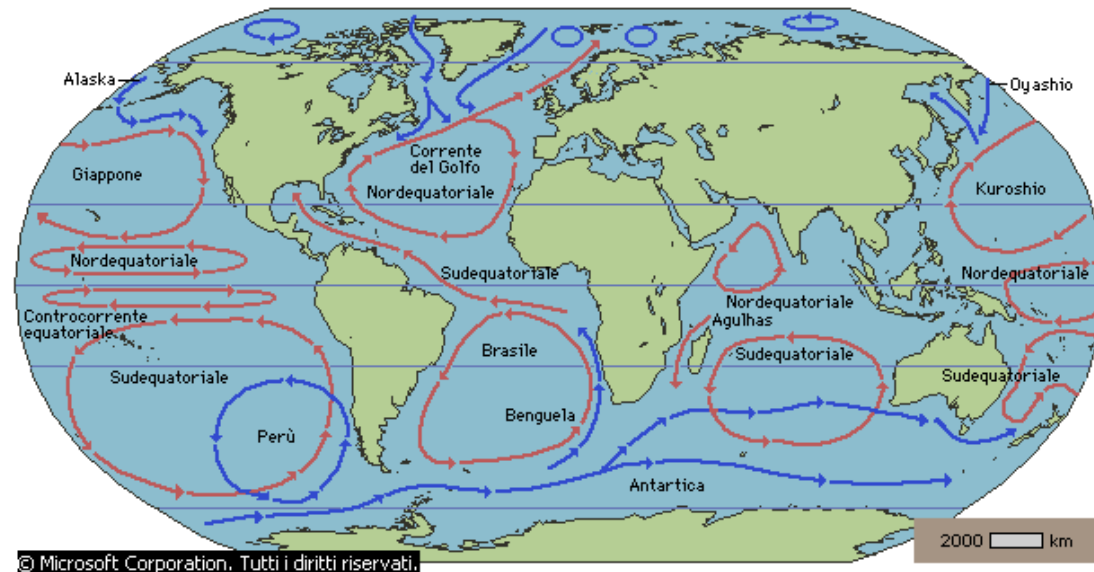 Alaska
Oyashio
Corrente
del Golfo
Giappone
Nordequatoriale
Kuroshio
Nordequatoriale
Sudequatoriale
Nordequatoriale
Nordequatoriale
Controcorrente
equatoriale
Agulhas
Brasile
Sudequatoriale
Sudequatoriale
Sudequatoriale
Benguela
Perù
Antartica
2000 km
© Microsoft Corporation. Tutti i diritti riservati.